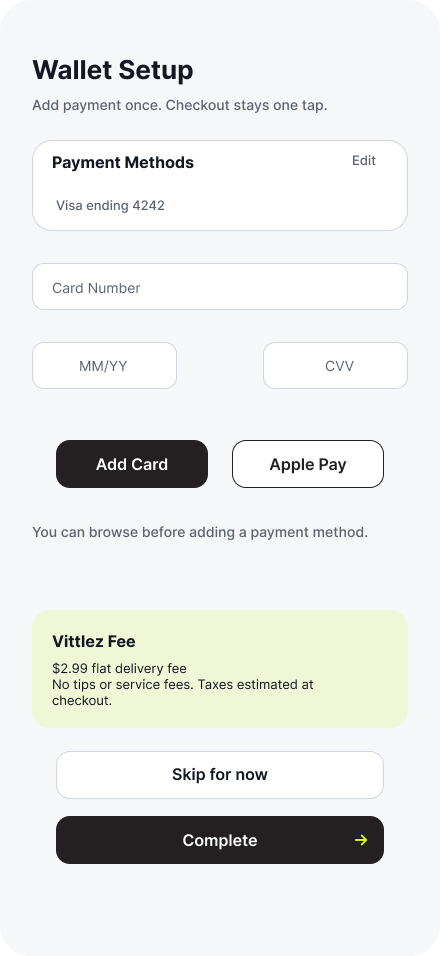 Wallet Setup
Add payment once. Checkout stays one tap.
Payment Methods
Edit
Visa ending 4242
Card Number
MM/YY
CVV
Add Card
Apple Pay
You can browse before adding a payment method.
Vittlez Fee
$2.99 flat delivery fee
No tips or service fees. Taxes estimated at
checkout.
Skip for now
Complete →